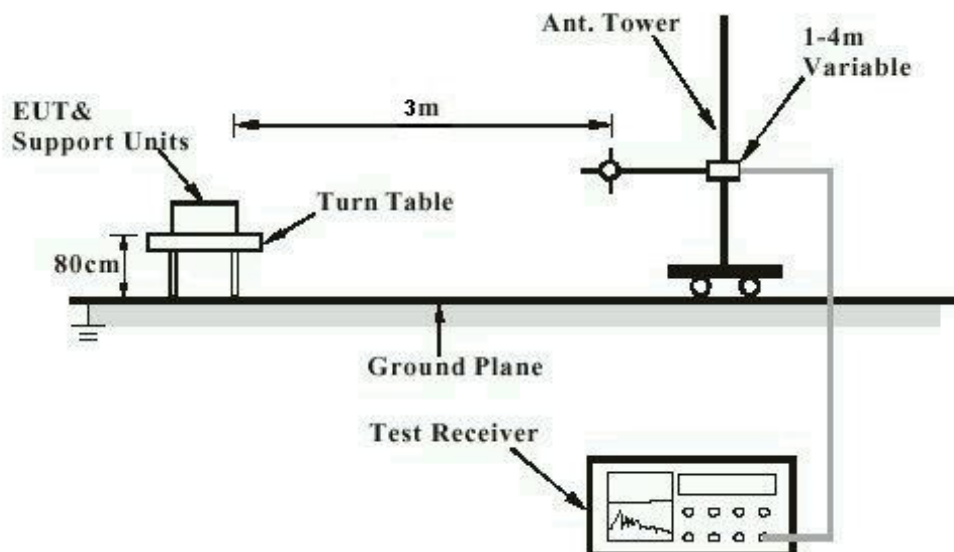 Ant. Tower
1-4m
Variable
3m
EUT&
Support Units
Turn Table
80cm
Ground Plane
Test Receiver